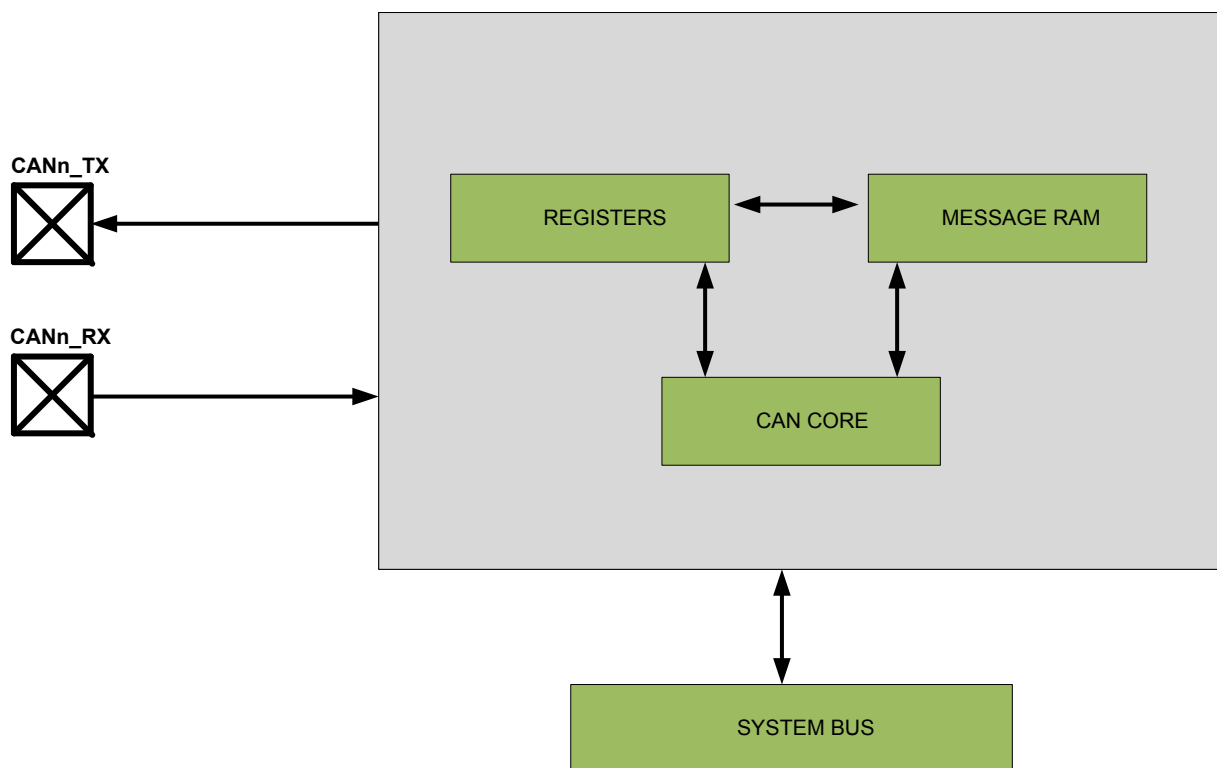 CANn_TX
REGISTERS
MESSAGE RAM
CANn_RX
CAN CORE
SYSTEM BUS